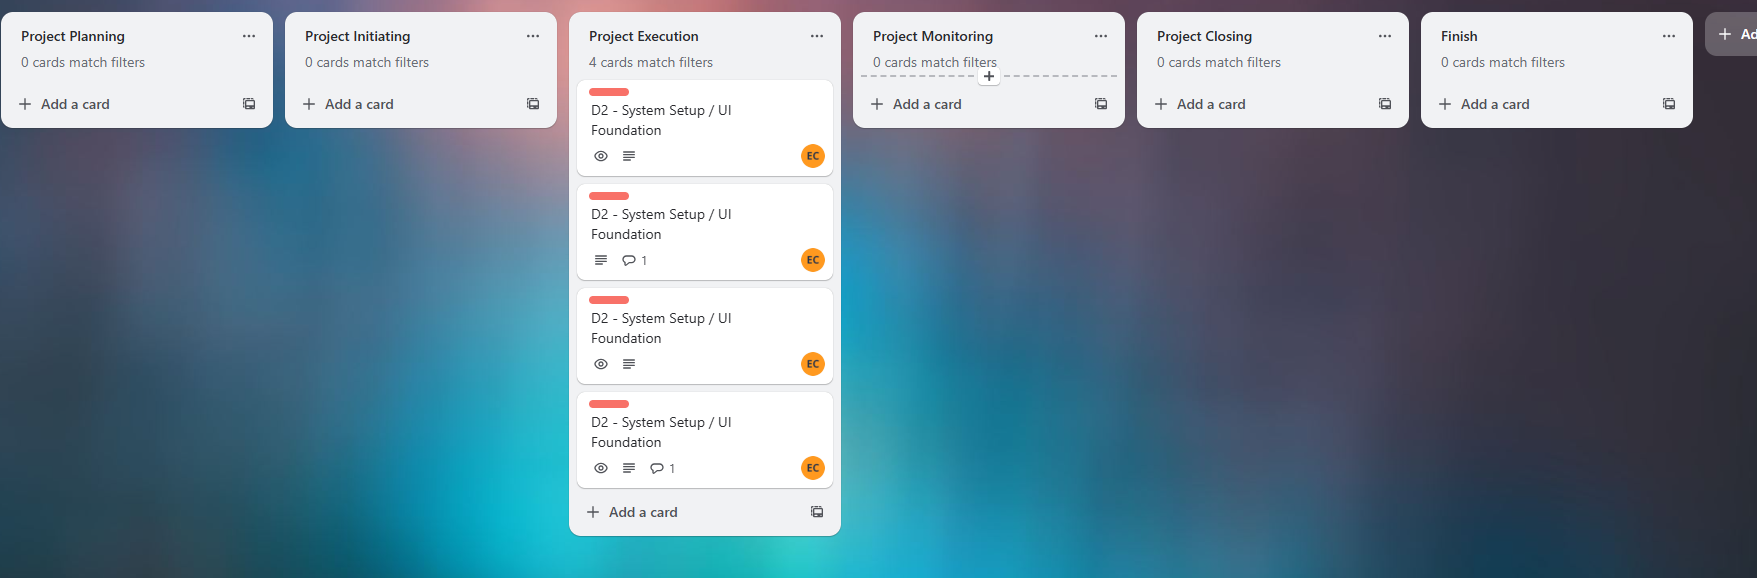 Project Planning
0 cards match filters
Add a card
Project Initiating
0 cards match filters
Add a card
Project Execution
4 cards match filters
D2 - System Setup / UI
Foundation
EC
D2 - System Setup / UI
Foundation
1
EC
D2 - System Setup / UI
Foundation
EC
D2 - System Setup / UI
Foundation
1
EC
Add a card
Project Monitoring
0 cards match filters
Add a card
Project Closing
0 cards match filters
Add a card
Finish
0 cards match filters
Add a card